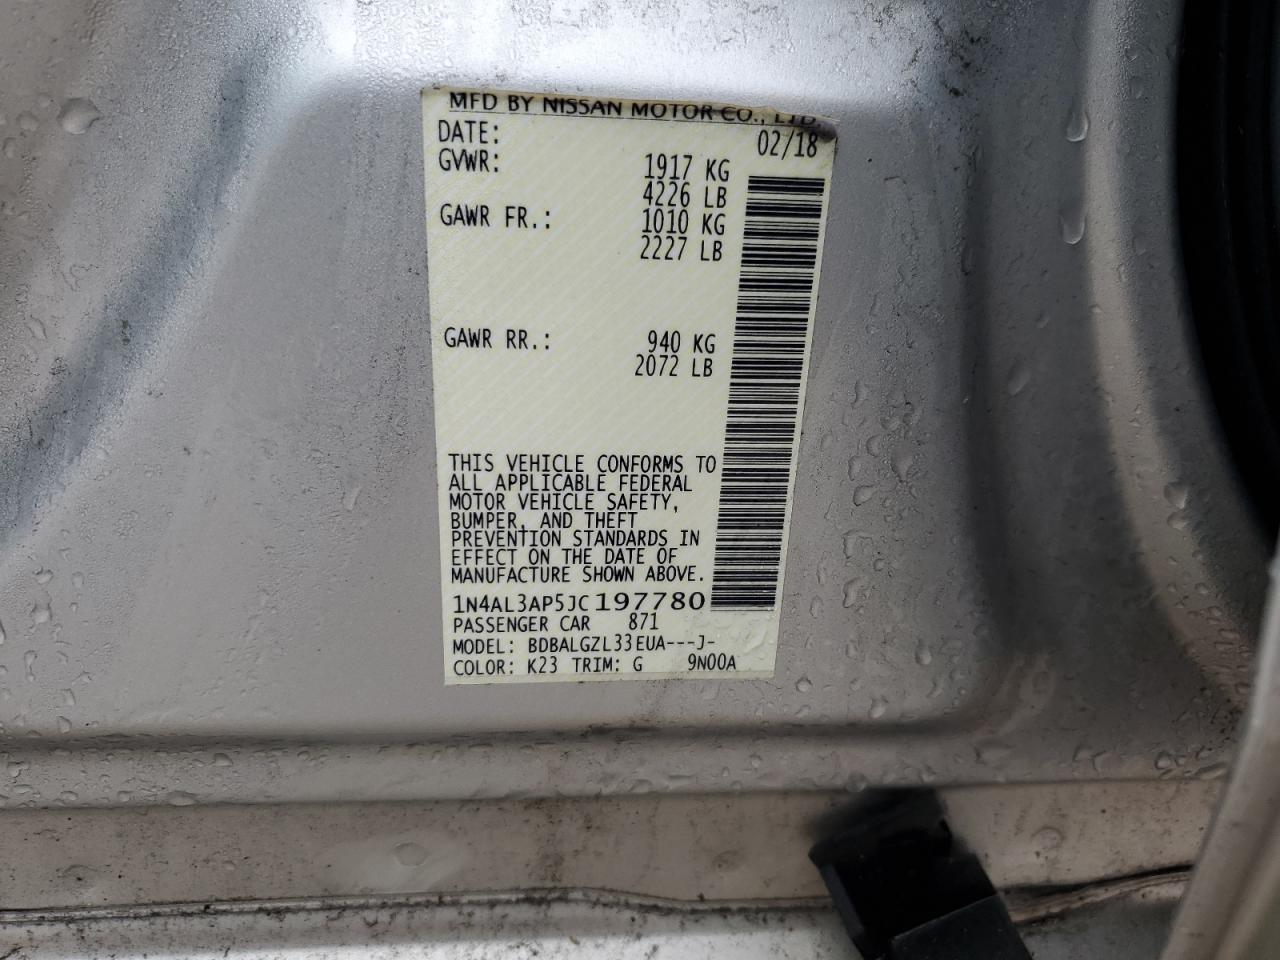 MFD BY NISSAN MOTOR CO., LTD.
DATE: 02/18
GVWR: 1917 KG
4226 LB
GAWR FR.: 1010 KG
2227 LB
GAWR RR.: 940 KG
2072 LB
THIS VEHICLE CONFORMS TO
ALL APPLICABLE FEDERAL
MOTOR VEHICLE SAFETY,
BUMPER, AND THEFT
PREVENTION STANDARDS IN
EFFECT ON THE DATE OF
MANUFACTURE SHOWN ABOVE.
1N4AL3AP5JC197780
PASSENGER CAR 871
MODEL: BDBALGZL33EUA---J-
COLOR: K23 TRIM: G 9N00A